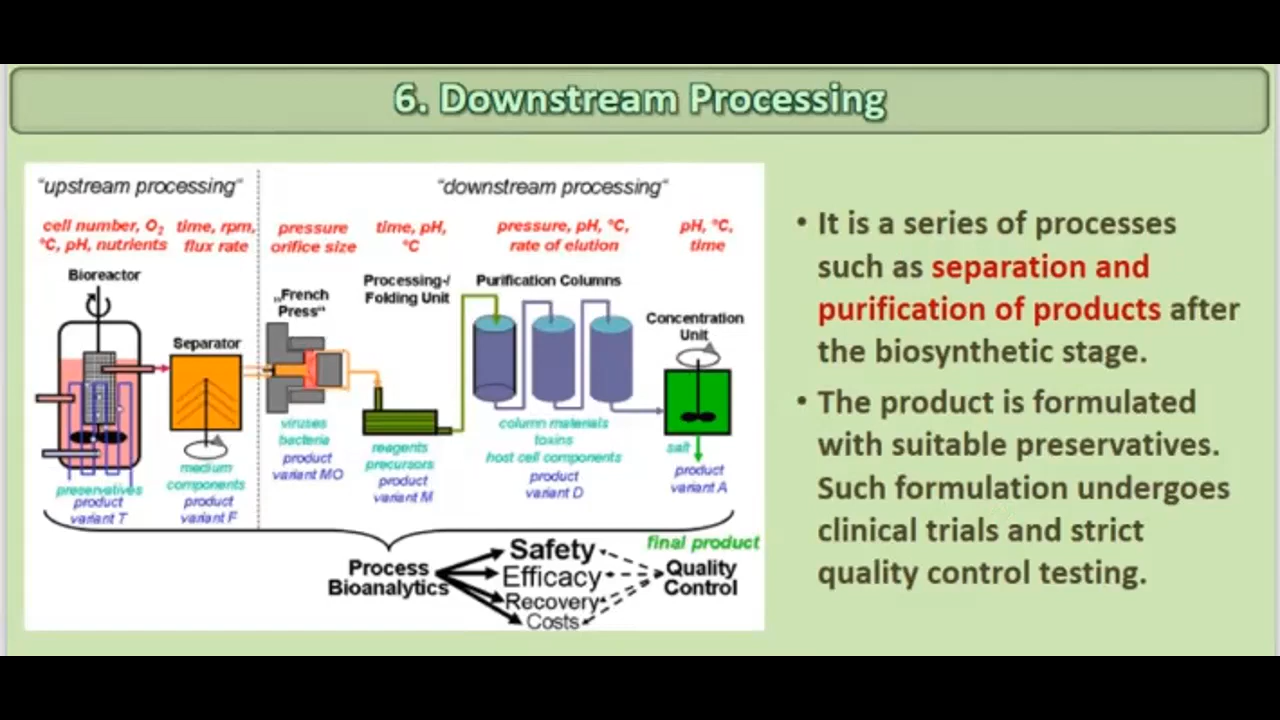 6. Downstream Processing
"upstream processing"
"downstream processing"
cell number, O₂
°C, pH, nutrients
time, rpm,
flux rate
pressure
orifice size
time, pH,
°C
pressure, pH, °C,
rate of elution
pH, °C,
time
Bioreactor
Separator
„French
Press"
Processing-/
Folding Unit
Purification Columns
Concentration
Unit
preservatives
product
variant T
medium
components
product
variant F
viruses
bacteria
product
variant MO
reagents
precursors
product
variant M
column materials
toxins
host cell components
product
variant D
salt
product
variant A
final product
Process
Bioanalytics
Safety
Efficacy
Recovery
Costs
Quality
Control
• It is a series of processes
such as separation and
purification of products after
the biosynthetic stage.
• The product is formulated
with suitable preservatives.
Such formulation undergoes
clinical trials and strict
quality control testing.